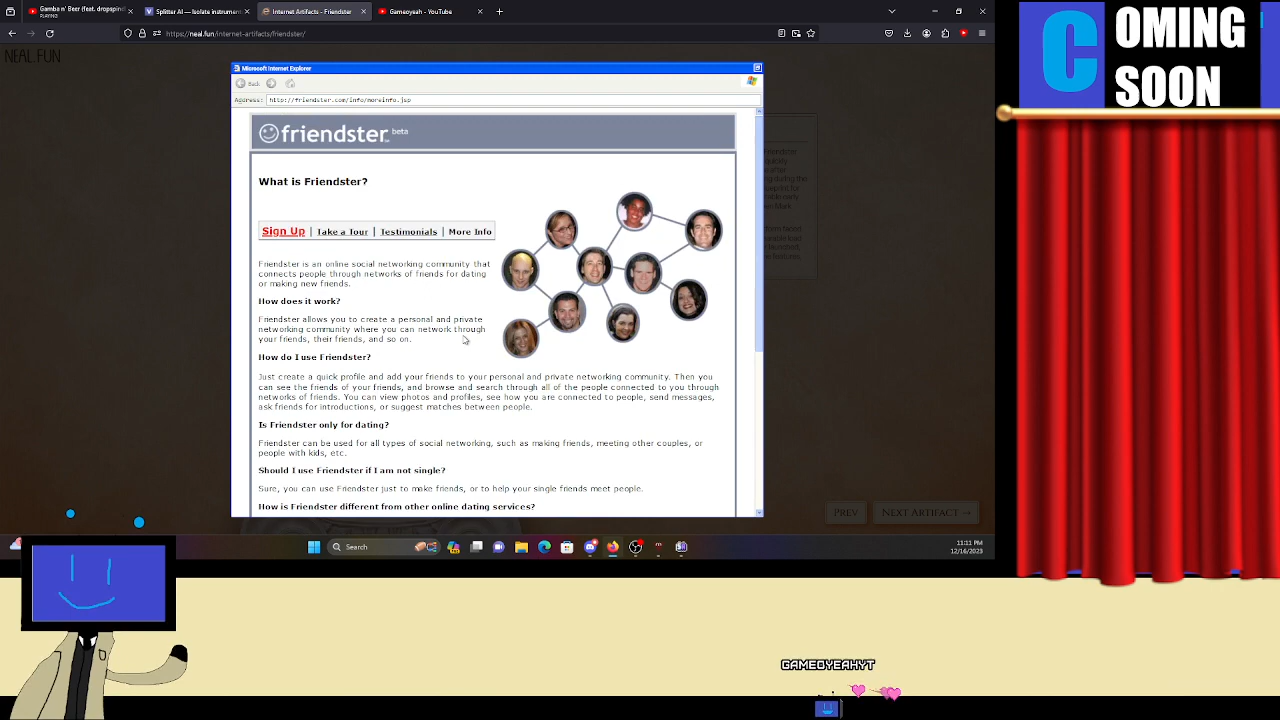 Gamba n' Beer (feat. dropspin
PLAYING
Splitter AI — Isolate instrument
Internet Artifacts - Friendster
Gameoyeah - YouTube
https://neal.fun/internet-artifacts/friendster/
NEAL.FUN
Microsoft Internet Explorer
Back
Address: http://friendster.com/info/moreinfo.jsp
friendster beta
What is Friendster?
Sign Up | Take a Tour | Testimonials | More Info
Friendster is an online social networking community that
connects people through networks of friends for dating
or making new friends.
How does it work?
Friendster allows you to create a personal and private
networking community where you can network through
your friends, their friends, and so on.
How do I use Friendster?
Just create a quick profile and add your friends to your personal and private networking community. Then you
can see the friends of your friends, and browse and search through all of the people connected to you through
networks of friends. You can view photos and profiles, see how you are connected to people, send messages,
ask friends for introductions, or suggest matches between people.
Is Friendster only for dating?
Friendster can be used for all types of social networking, such as making friends, meeting other couples, or
people with kids, etc.
Should I use Friendster if I am not single?
Sure, you can use Friendster just to make friends, or to help your single friends meet people.
How is Friendster different from other online dating services?
PREV
NEXT ARTIFACT →
Search
11:11 PM
12/16/2023
COMING
SOON
GAMEOYEAHYT